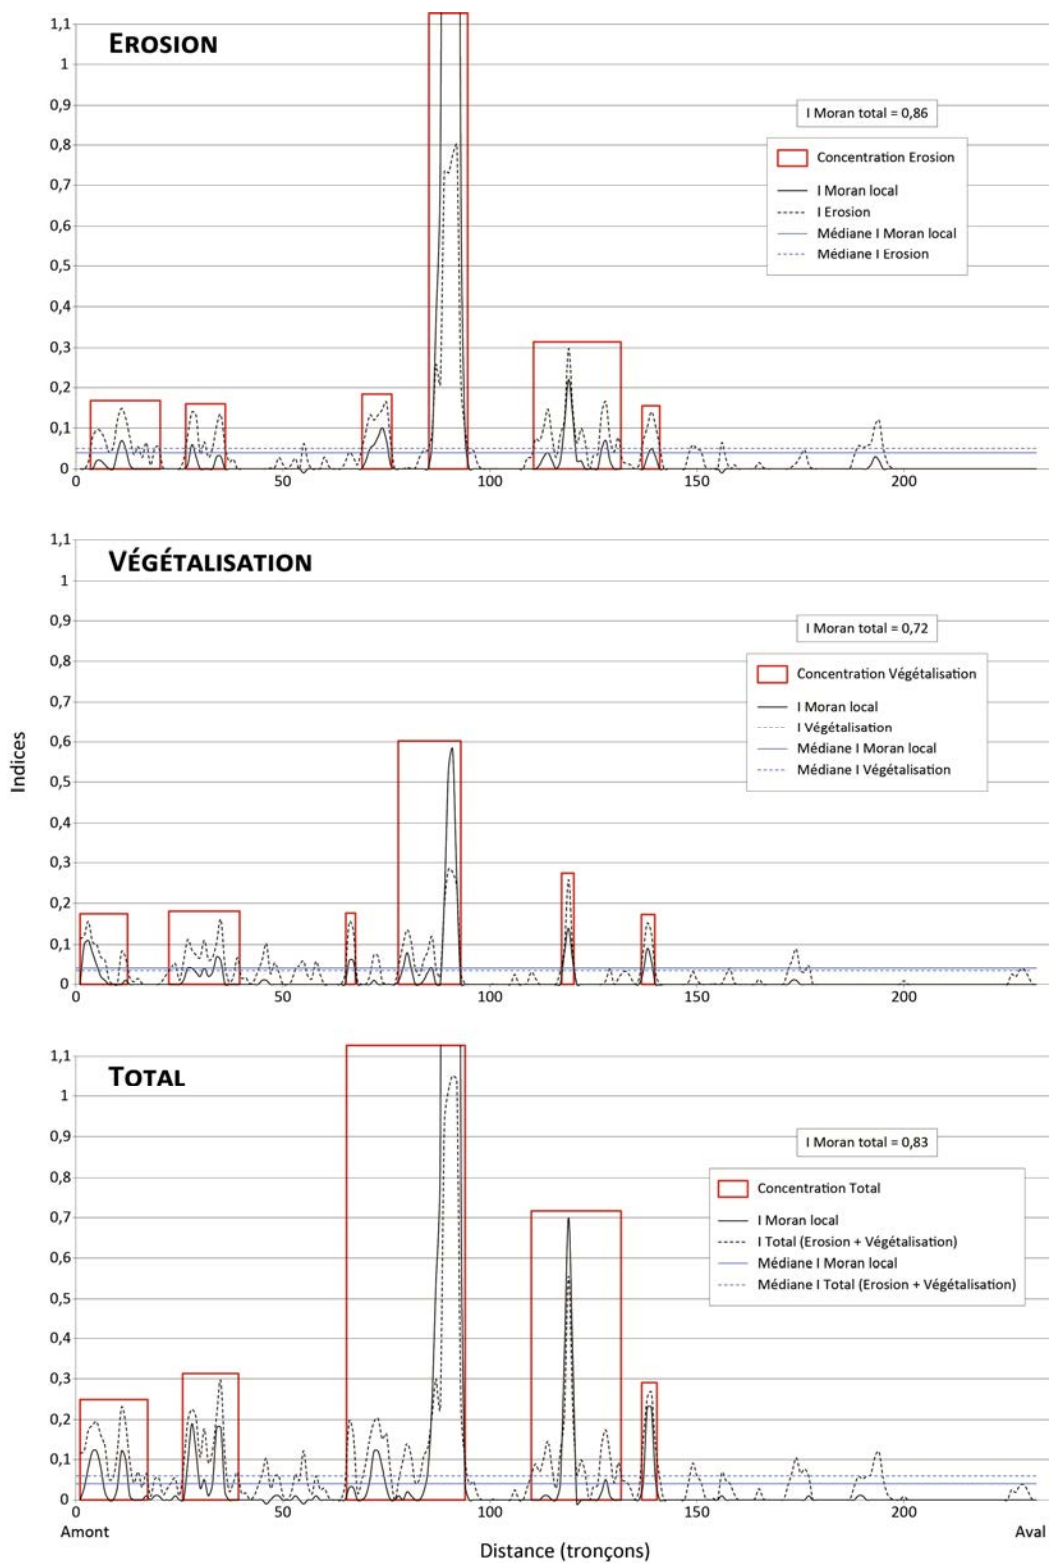 EROSION
1,1
1
0,9
0,8
0,7
0,6
0,5
0,4
0,3
0,2
0,1
0
0 50 100 150 200
I Moran total = 0,86
Concentration Erosion
I Moran local
I Erosion
Médiane I Moran local
Médiane I Erosion
VÉGÉTALISATION
1,1
1
0,9
0,8
0,7
0,6
0,5
0,4
0,3
0,2
0,1
0
0 50 100 150 200
I Moran total = 0,72
Concentration Végétalisation
I Moran local
I Végétalisation
Médiane I Moran local
Médiane I Végétalisation
Indices
TOTAL
1,1
1
0,9
0,8
0,7
0,6
0,5
0,4
0,3
0,2
0,1
0
0 50 100 150 200
I Moran total = 0,83
Concentration Total
I Moran local
I Total (Erosion + Végétalisation)
Médiane I Moran local
Médiane I Total (Erosion + Végétalisation)
Amont Aval
Distance (tronçons)